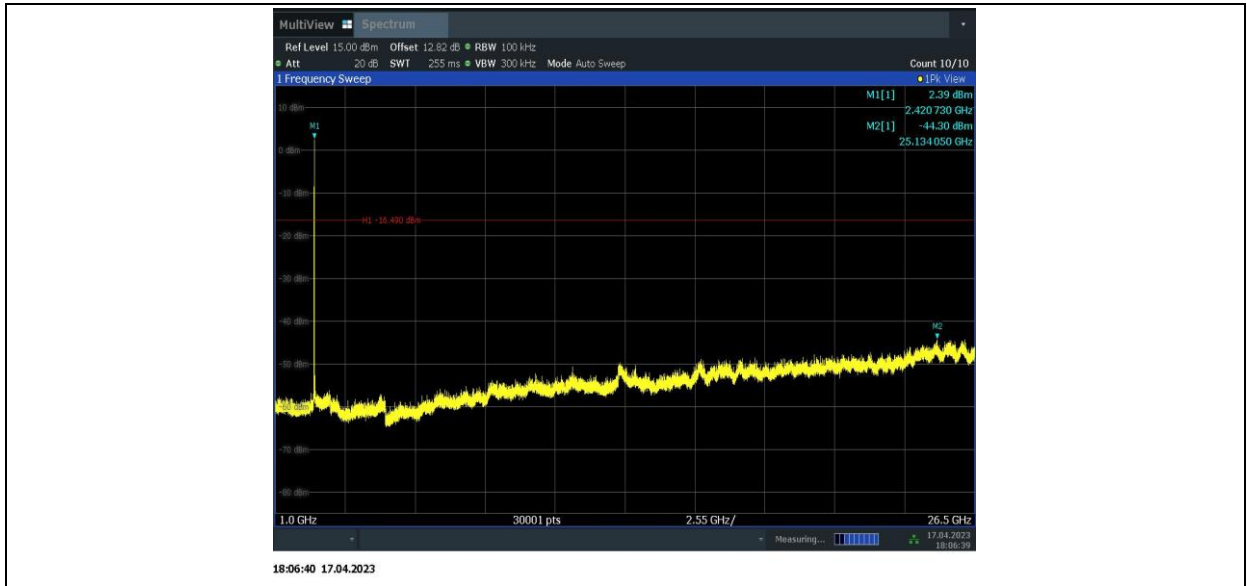 MultiView Spectrum
Ref Level 15.00 dBm Offset 12.82 dB RBW 100 kHz
Att 20 dB SWT 255 ms VBW 300 kHz Mode Auto Sweep Count 10/10
1 Frequency Sweep 1Pk View
M1[1] 2.39 dBm
2.420 730 GHz
M2[1] -44.30 dBm
25.134 050 GHz
10 dBm
M1
0 dBm
-10 dBm
H1 -16.490 dBm
-20 dBm
-30 dBm
-40 dBm
M2
-50 dBm
-60 dBm
-70 dBm
-80 dBm
1.0 GHz 30001 pts 2.55 GHz/ 26.5 GHz
Measuring... 17.04.2023
18:06:39
18:06:40 17.04.2023